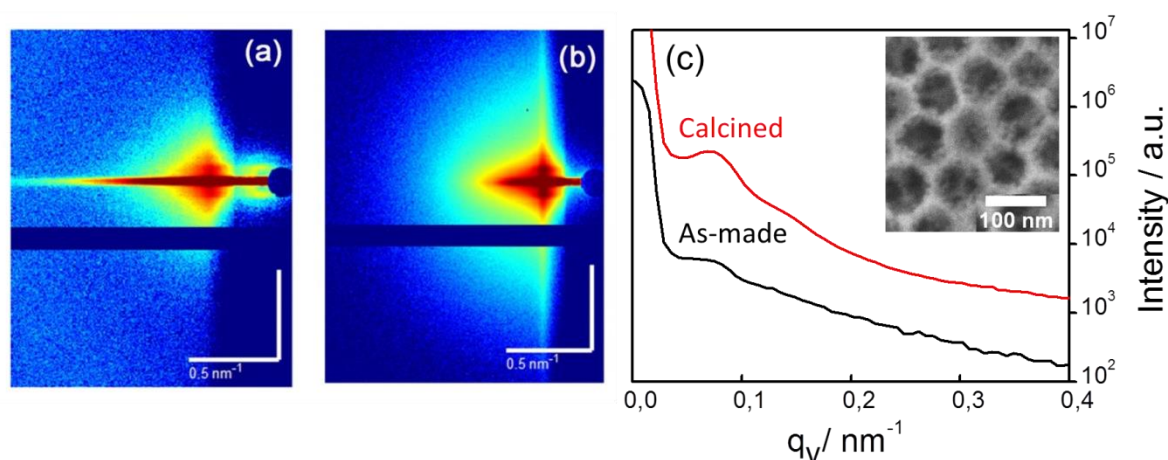 (a)
0.5 nm⁻¹
(b)
0.5 nm⁻¹
(c)
Calcined
As-made
100 nm
10⁷
10⁶
10⁵
10⁴
10³
10²
Intensity / a.u.
0,0 0,1 0,2 0,3 0,4
qy/ nm⁻¹